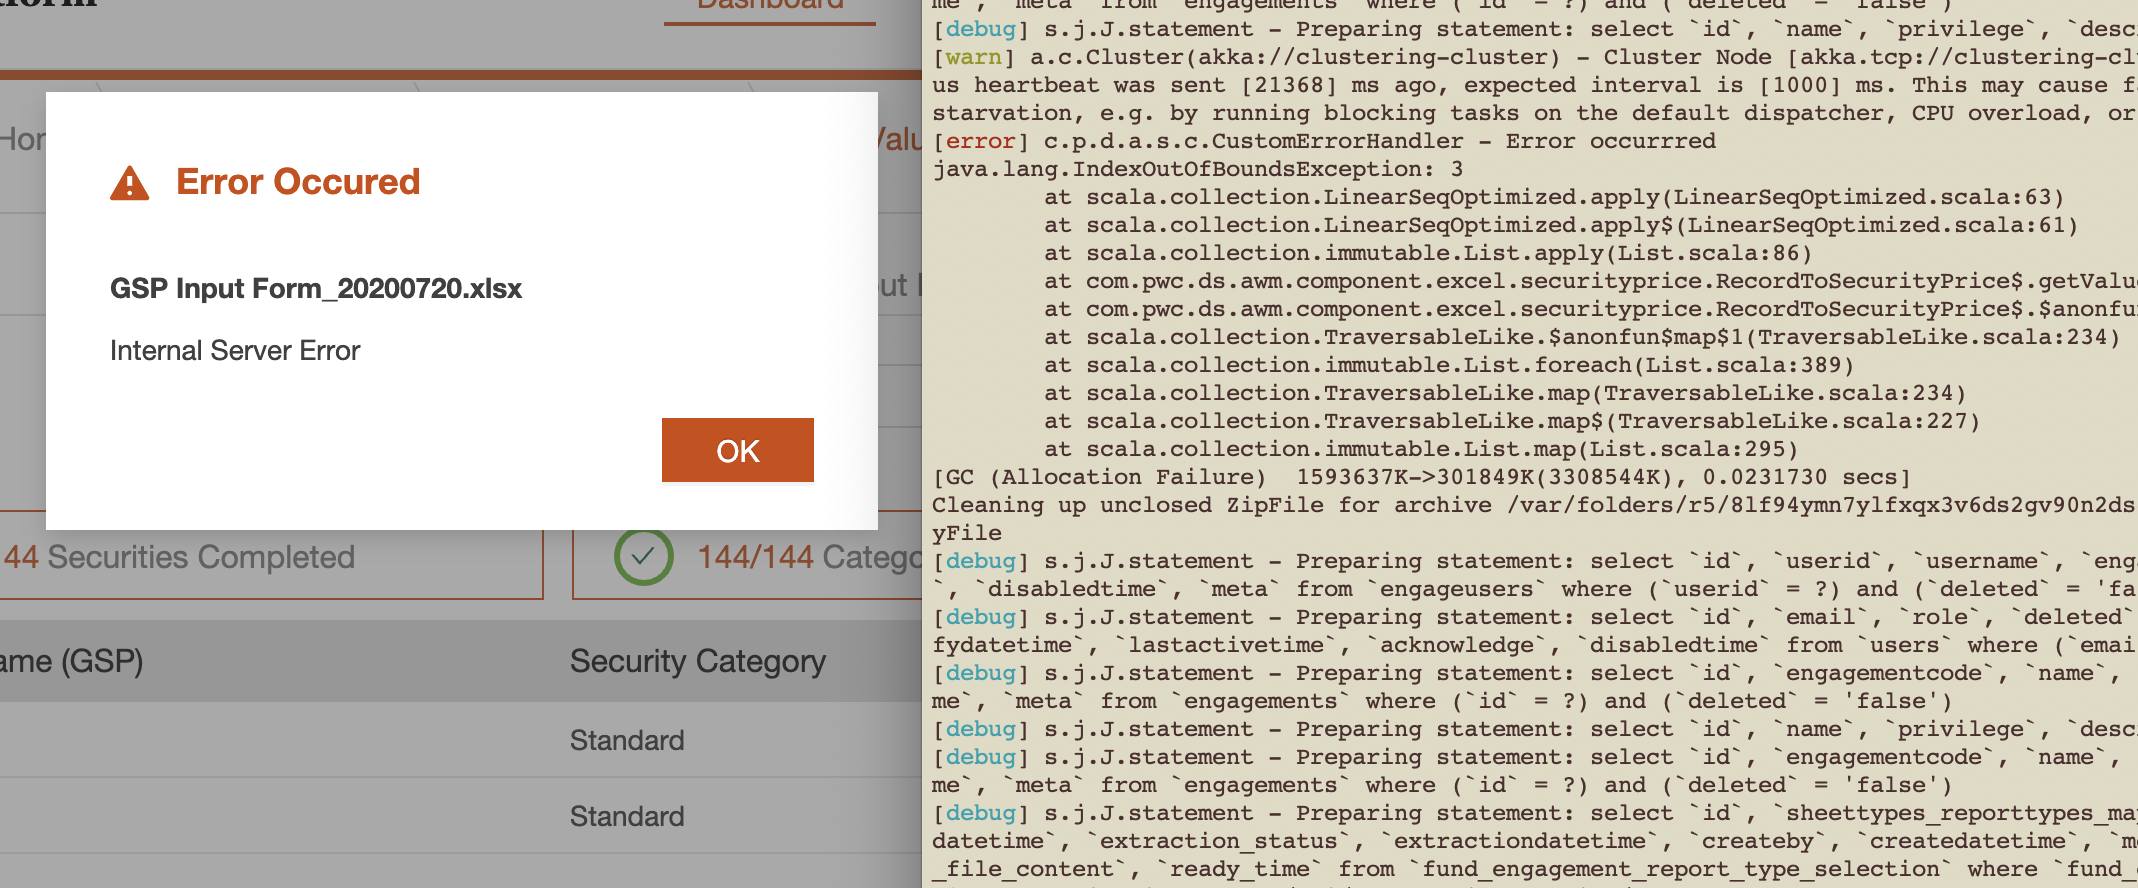 Dashboard
Error Occured
GSP Input Form_20200720.xlsx
Internal Server Error
OK
44 Securities Completed
144/144
(GSP)
Security Category
Standard
Standard
`meta` from `engagements` where (`id` = ?) and (`deleted` = 'false')
[debug] s.j.J.statement - Preparing statement: select `id`, `name`, `privilege`,
[warn] a.c.Cluster(akka://clustering-cluster) - Cluster Node
us heartbeat was sent [21368] ms ago, expected interval is [1000] ms. This may cause
starvation, e.g. by running blocking tasks on the default dispatcher, CPU overload, or
[error] c.p.d.a.s.c.CustomErrorHandler - Error occurrred
java.lang.IndexOutOfBoundsException: 3
at scala.collection.LinearSeqOptimized.apply(LinearSeqOptimized.scala:63)
at scala.collection.LinearSeqOptimized.apply$(LinearSeqOptimized.scala:61)
at scala.collection.immutable.List.apply(List.scala:86)
at com.pwc.ds.awm.component.excel.securityprice.RecordToSecurityPrice$.getValu
at com.pwc.ds.awm.component.excel.securityprice.RecordToSecurityPrice$.$anonfu
at scala.collection.TraversableLike.$anonfun$map$1(TraversableLike.scala:234)
at scala.collection.immutable.List.foreach(List.scala:389)
at scala.collection.TraversableLike.map(TraversableLike.scala:234)
at scala.collection.TraversableLike.map$(TraversableLike.scala:227)
at scala.collection.immutable.List.map(List.scala:295)
[GC (Allocation Failure)  1593637K->301849K(3308544K), 0.0231730 secs]
Cleaning up unclosed ZipFile for archive /var/folders/r5/8lf94ymn7ylfxqx3v6ds2gv90n2ds
yFile
[debug] s.j.J.statement - Preparing statement: select `id`, `userid`, `username`, `eng
`, `disabledtime`, `meta` from `engageusers` where (`userid` = ?) and (`deleted` = 'fa
[debug] s.j.J.statement - Preparing statement: select `id`, `email`, `role`, `deleted`
fydatetime`, `lastactivetime`, `acknowledge`, `disabledtime` from `users` where (`emai
[debug] s.j.J.statement - Preparing statement: select `id`, `engagementcode`, `name`,
me`, `meta` from `engagements` where (`id` = ?) and (`deleted` = 'false')
[debug] s.j.J.statement - Preparing statement: select `id`, `name`, `privilege`, `desc
[debug] s.j.J.statement - Preparing statement: select `id`, `engagementcode`, `name`,
me`, `meta` from `engagements` where (`id` = ?) and (`deleted` = 'false')
[debug] s.j.J.statement - Preparing statement: select `id`, `sheettypes_reporttypes_ma
datetime`, `extraction_status`, `extractiondatetime`, `createby`, `createdatetime`,
_file_content`, `ready_time` from `fund_engagement_report_type_selection` where `fund_